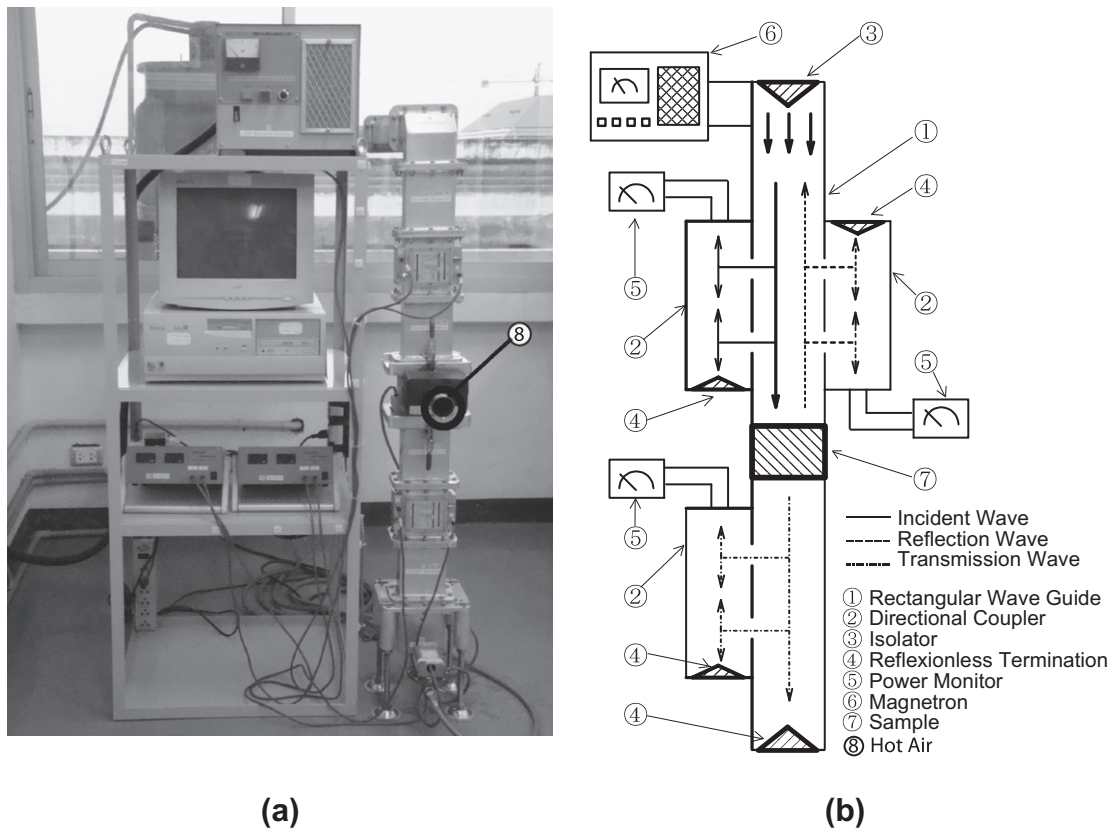 ⑧
⑥
③
①
④
⑤
②
②
④
⑤
⑦
⑤
②
④
④
Incident Wave
Reflection Wave
Transmission Wave
① Rectangular Wave Guide
② Directional Coupler
③ Isolator
④ Reflexionless Termination
⑤ Power Monitor
⑥ Magnetron
⑦ Sample
⑧ Hot Air
(a)
(b)